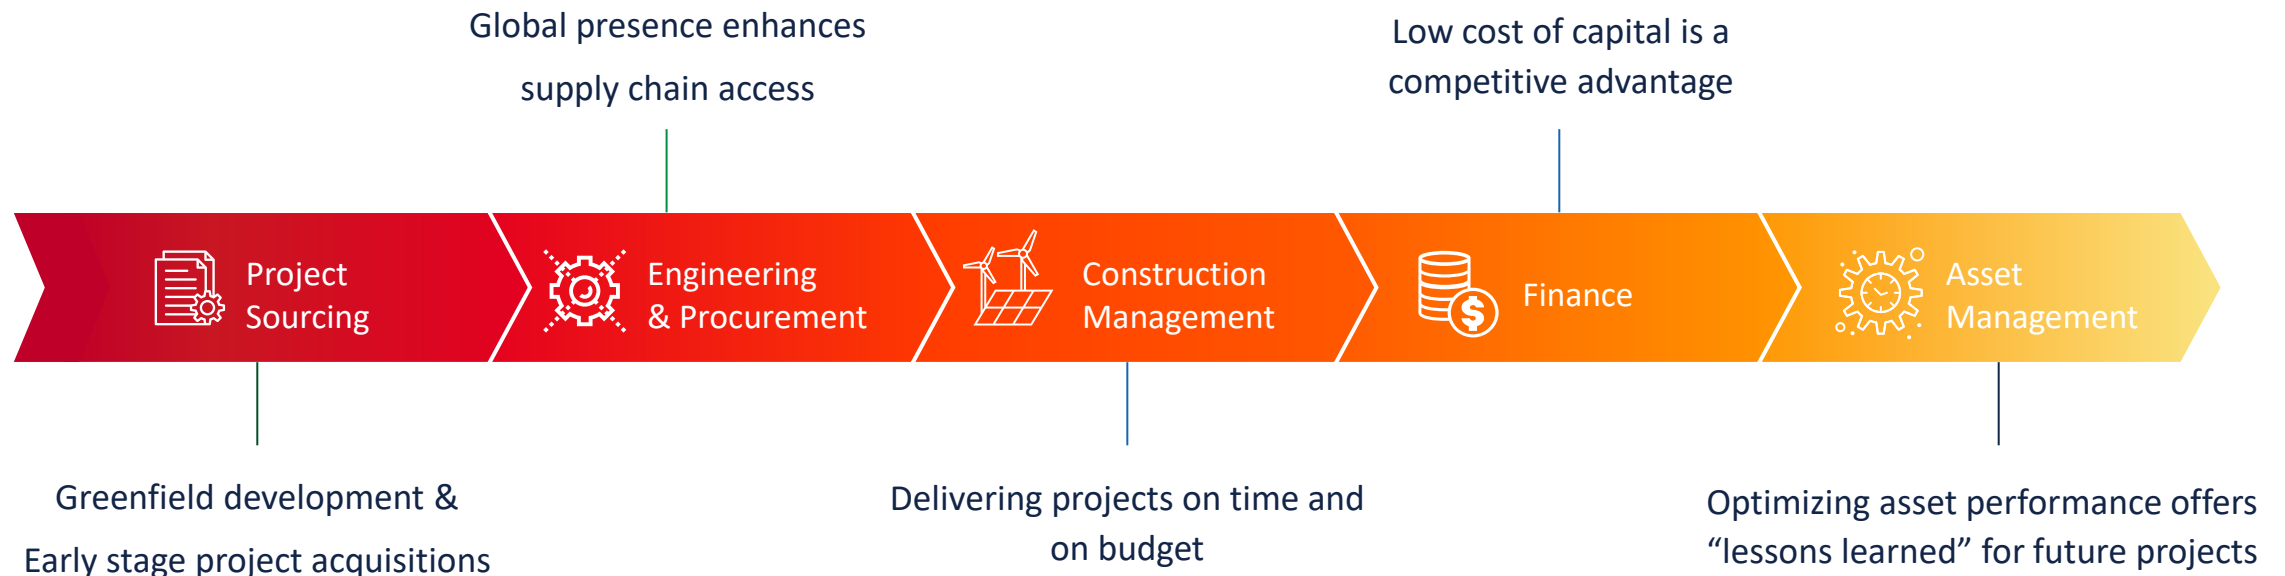 Global presence enhances
supply chain access
Low cost of capital is a
competitive advantage
Project
Sourcing
Engineering
& Procurement
Construction
Management
Finance
$
Asset
Management
Greenfield development &
Early stage project acquisitions
Delivering projects on time and
on budget
Optimizing asset performance offers
“lessons learned” for future projects